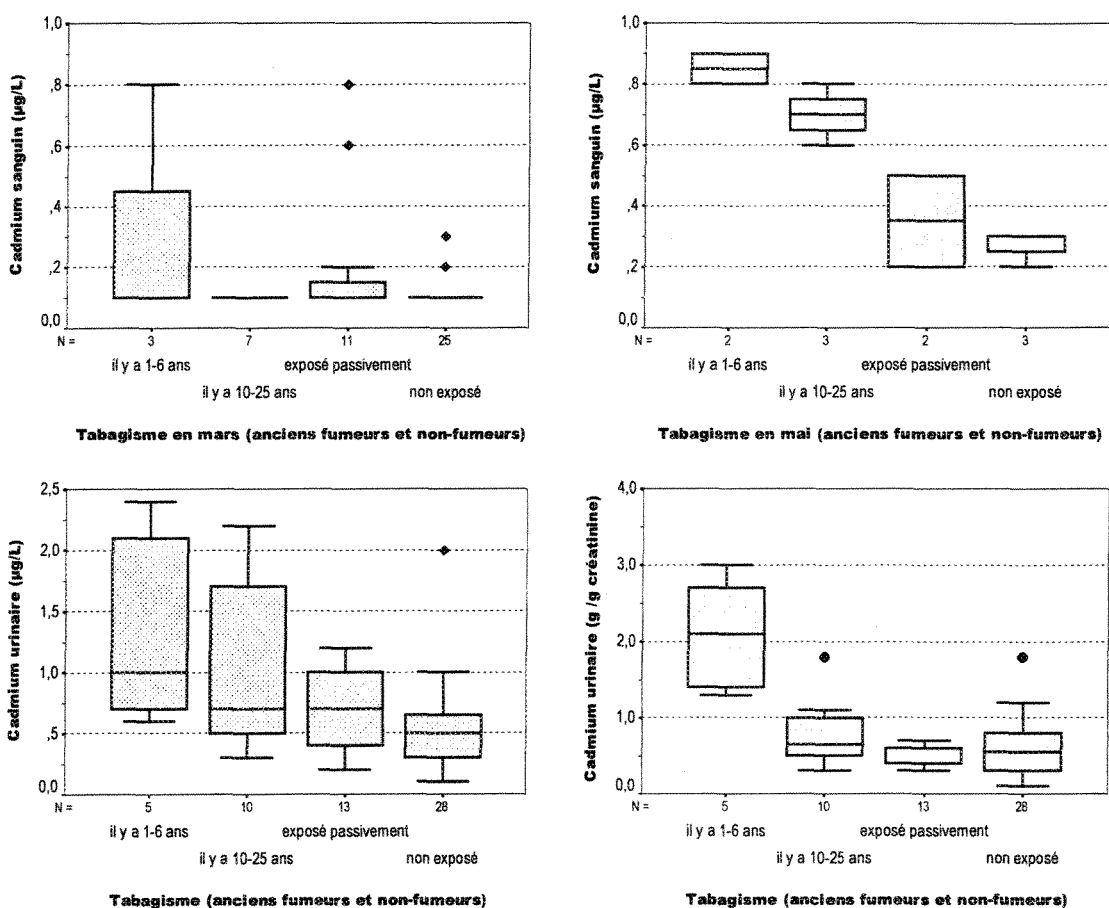 Cadmium sanguin (µg/L)
1,0
,8
,6
,4
,2
0,0
N =
3
7
11
25
il y a 1-6 ans
exposé passivement
il y a 10-25 ans
non exposé
Tabagisme en mars (anciens fumeurs et non-fumeurs)
Cadmium sanguin (µg/L)
1,0
,8
,6
,4
,2
0,0
N =
2
3
2
3
il y a 1-6 ans
exposé passivement
il y a 10-25 ans
non exposé
Tabagisme en mai (anciens fumeurs et non-fumeurs)
Cadmium urinaire (µg/L)
2,5
2,0
1,5
1,0
,5
0,0
N =
5
10
13
28
il y a 1-6 ans
exposé passivement
il y a 10-25 ans
non exposé
Tabagisme (anciens fumeurs et non-fumeurs)
Cadmium urinaire (g /g créatinine)
4,0
3,0
2,0
1,0
0,0
N =
5
10
13
28
il y a 1-6 ans
exposé passivement
il y a 10-25 ans
non exposé
Tabagisme (anciens fumeurs et non-fumeurs)